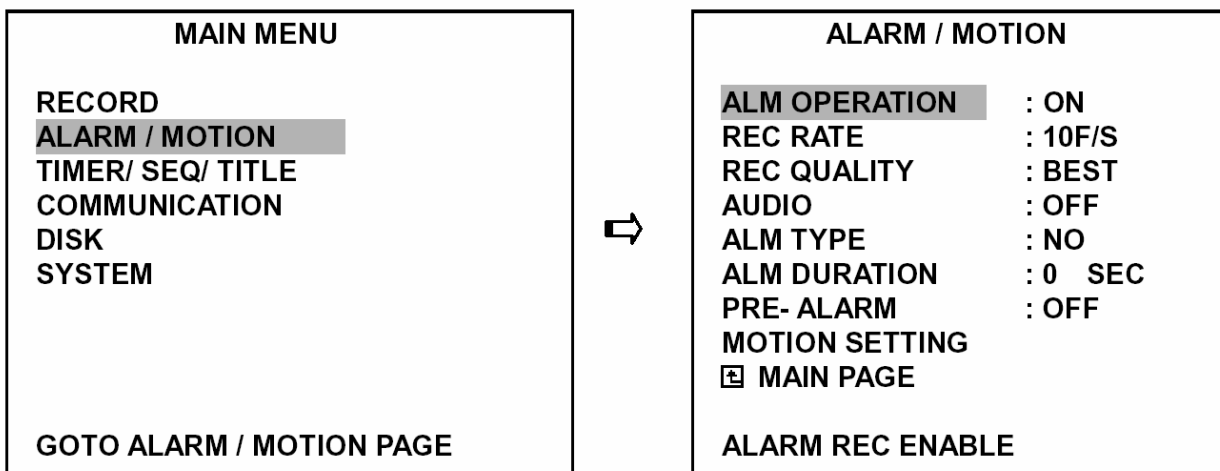 MAIN MENU
RECORD
ALARM / MOTION
TIMER/ SEQ/ TITLE
COMMUNICATION
DISK
SYSTEM
GOTO ALARM / MOTION PAGE
ALARM / MOTION
ALM OPERATION : ON
REC RATE : 10F/S
REC QUALITY : BEST
AUDIO : OFF
ALM TYPE : NO
ALM DURATION : 0 SEC
PRE- ALARM : OFF
MOTION SETTING
MAIN PAGE
ALARM REC ENABLE